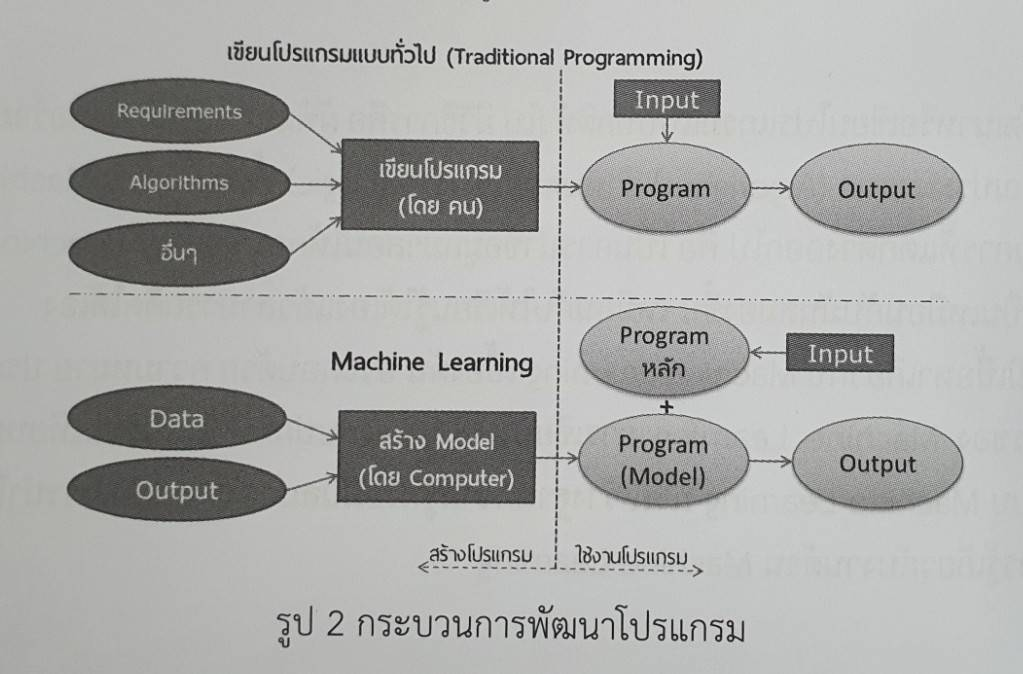 เขียนโปรแกรมแบบทั่วไป (Traditional Programming)
Requirements
Algorithms
อื่นๆ
เขียนโปรแกรม
(โดย คน)
Input
Program
Output
Machine Learning
Data
Output
สร้าง Model
(โดย Computer)
Program
หลัก
Input
+
Program
(Model)
Output
สร้างโปรแกรม
ใช้งานโปรแกรม
รูป 2 กระบวนการพัฒนาโปรแกรม